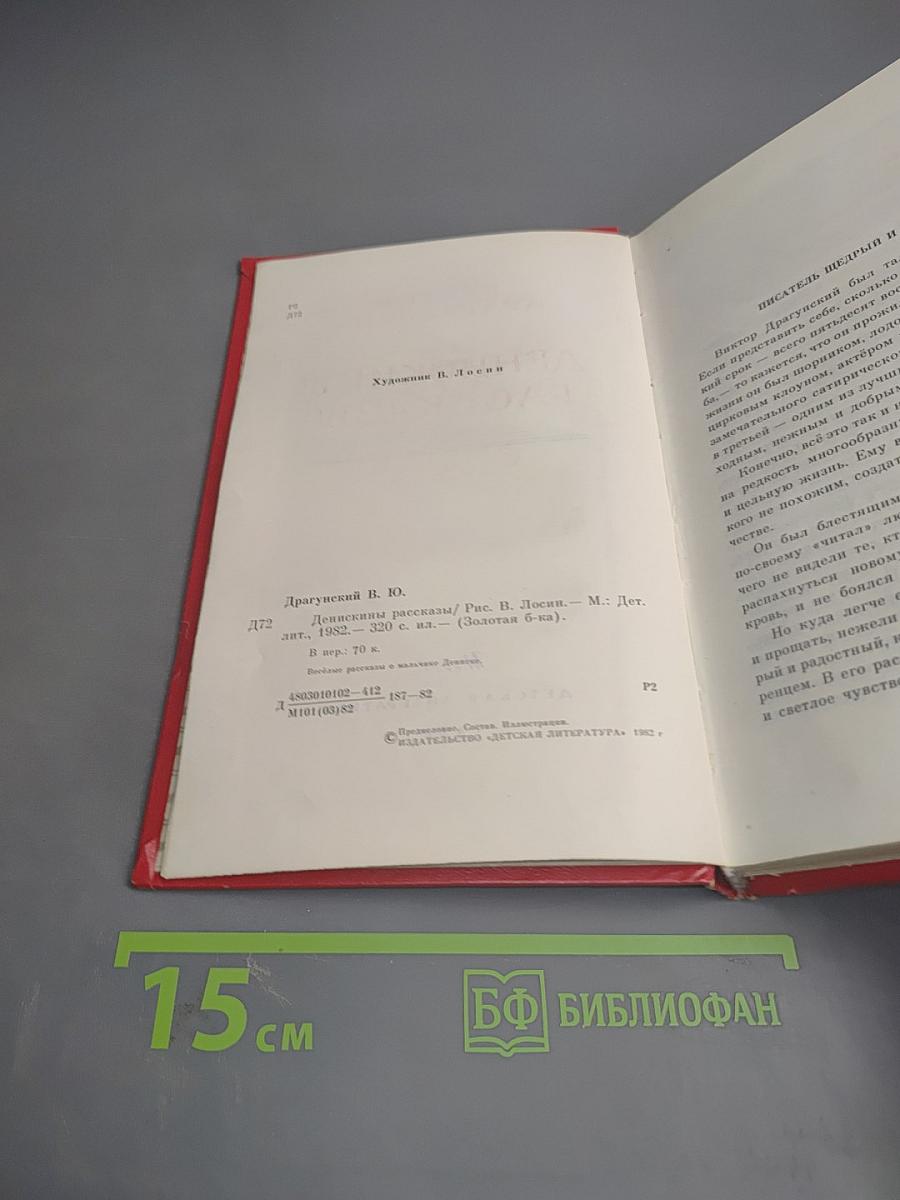 Р2
Д72
Художник В. Лосин
Драгунский В. Ю.
Д72 Денискины рассказы/ Рис. В. Лосин.— М.: Дет.
лит., 1982.— 320 с. ил.— (Золотая б-ка).
В пер.: 70 к.
Весёлые рассказы о мальчике Дениске.
Д 4803010102—412 187—82
М101(03)82
Р2
© Предисловие. Состав. Иллюстрации.
ИЗДАТЕЛЬСТВО «ДЕТСКАЯ ЛИТЕРАТУРА» 1982 г
ПИСАТЕЛЬ ЩЕДРЫЙ И
Виктор Драгунский был та
Если представить себе, сколько
кий срок — всего пятьдесят вос
ба,— то кажется, что он прожи
жизни он был шорником, лодо
цирковым клоуном, актёром
замечательного сатирическо
в третьей — одним из лучш
ходным, нежным и добрым
Конечно, всё это так и н
на редкость многообразн
и цельную жизнь. Ему в
кого не похожим, создат
честве.
Он был блестящим
по-своему «читал» лю
чего не видели те, кт
распахнуться новому
кровь, и не боялся
Но куда легче
и прощать, нежели
рый и радостный, н
ренцем. В его рас
и светлое чувств
15 см
БФ БИБЛИОФАН